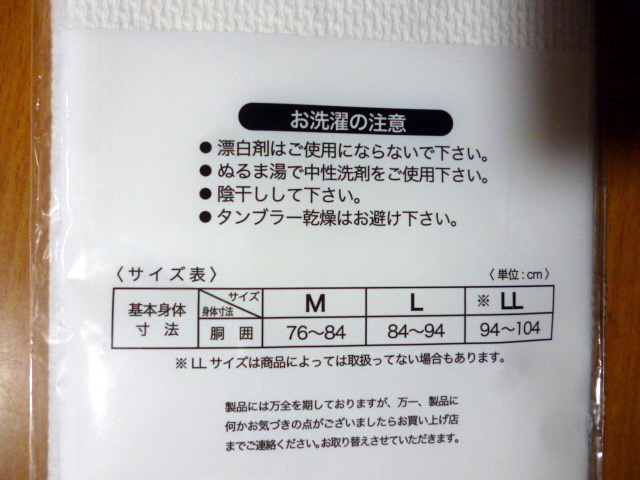 お洗濯の注意
● 漂白剤はご使用にならないで下さい。
● ぬるま湯で中性洗剤をご使用下さい。
● 陰干しして下さい。
● タンブラー乾燥はお避け下さい。
〈サイズ表〉 〈単位:cm〉
基本身体寸法 サイズ 身体寸法 M L ※ LL
胴囲 76〜84 84〜94 94〜104
※ LL サイズは商品によっては取扱ってない場合もあります。
製品には万全を期しておりますが、万一、製品に
何かお気づきの点がございましたらお買い上げ店
までご連絡ください。お取り替えさせていただきます。